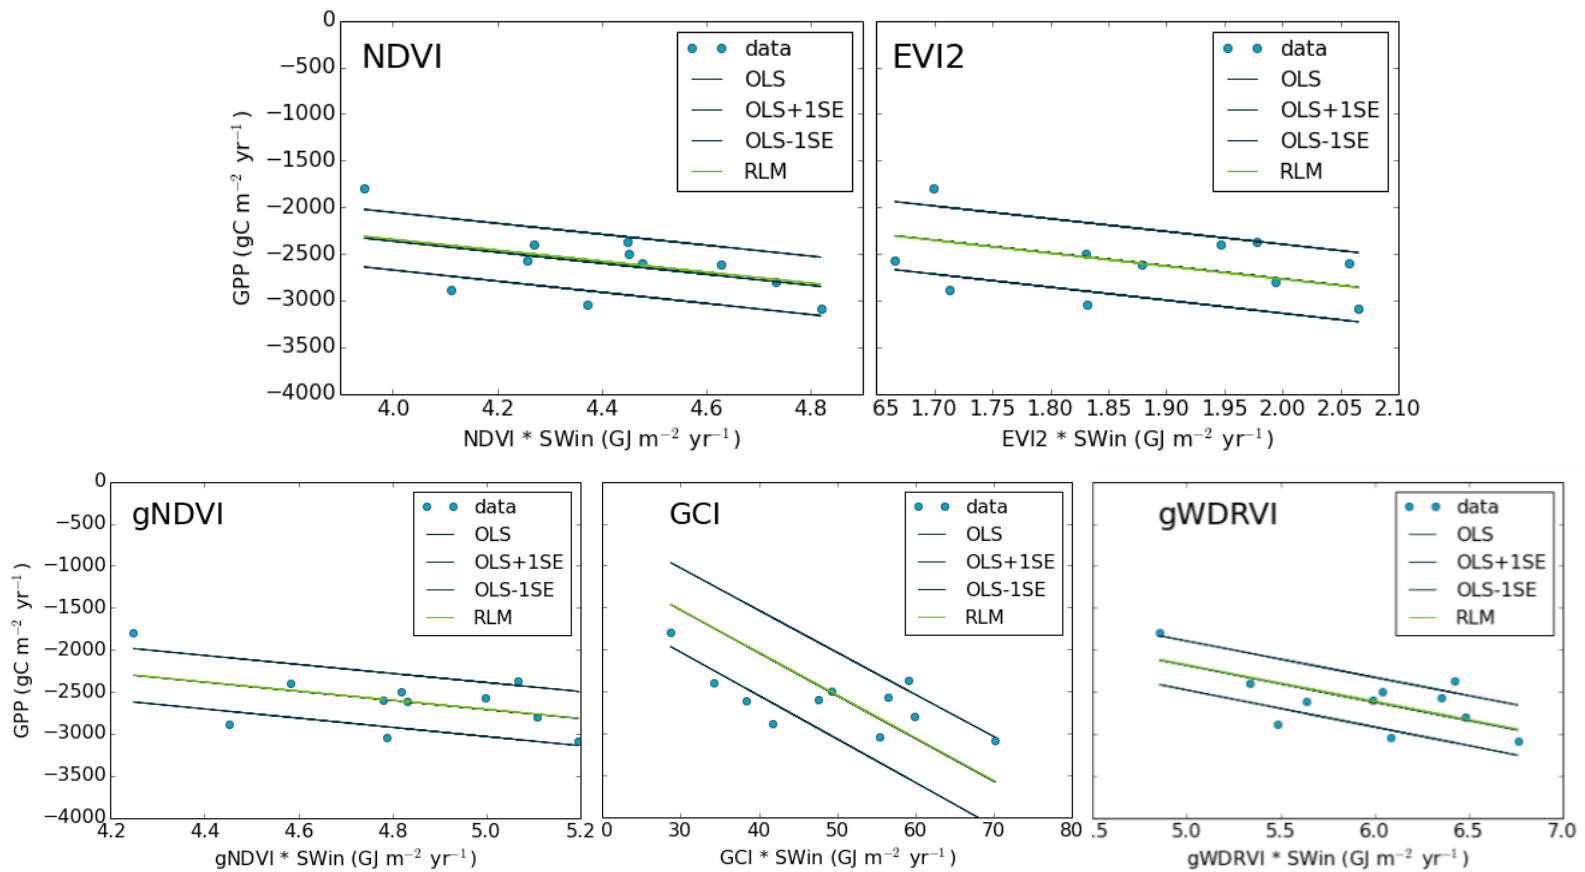 0
−500
−1000
−1500
−2000
−2500
−3000
−3500
−4000
GPP (gC m⁻² yr⁻¹)
NDVI
data
OLS
OLS+1SE
OLS-1SE
RLM
4.0 4.2 4.4 4.6 4.8
NDVI * SWin (GJ m⁻² yr⁻¹)
EVI2
data
OLS
OLS+1SE
OLS-1SE
RLM
65 1.70 1.75 1.80 1.85 1.90 1.95 2.00 2.05 2.10
EVI2 * SWin (GJ m⁻² yr⁻¹)
0
−500
−1000
−1500
−2000
−2500
−3000
−3500
−4000
GPP (gC m⁻² yr⁻¹)
gNDVI
data
OLS
OLS+1SE
OLS-1SE
RLM
4.2 4.4 4.6 4.8 5.0 5.2
gNDVI * SWin (GJ m⁻² yr⁻¹)
GCI
data
OLS
OLS+1SE
OLS-1SE
RLM
0 30 40 50 60 70 80
GCI * SWin (GJ m⁻² yr⁻¹)
gWDRVI
data
OLS
OLS+1SE
OLS-1SE
RLM
.5 5.0 5.5 6.0 6.5 7.0
gWDRVI * SWin (GJ m⁻² yr⁻¹)